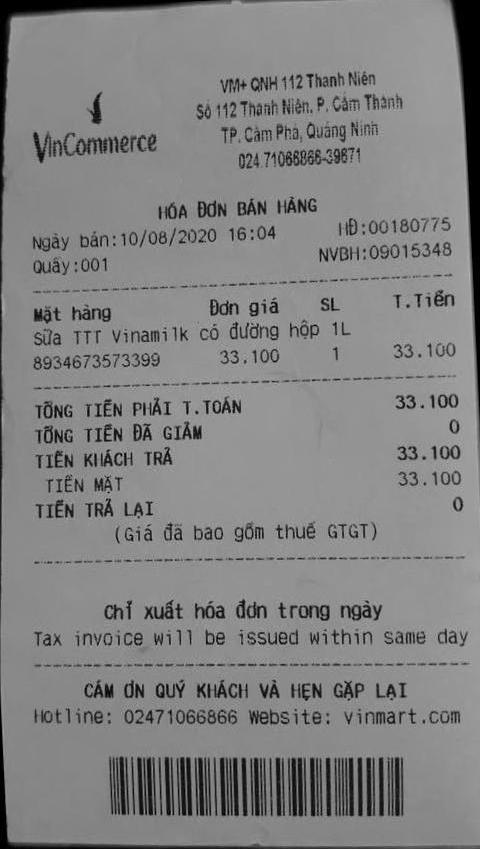 VinCommerce
VM+ QNH 112 Thanh Niên
Số 112 Thanh Niên, P. Cẩm Thành
TP. Cẩm Phả, Quảng Ninh
024.71066866-39871
HÓA ĐƠN BÁN HÀNG
Ngày bán:10/08/2020 16:04 HĐ:00180775
Quầy:001 NVBH:09015348
Mặt hàng Đơn giá SL T.Tiền
Sữa TTT Vinamilk có đường hộp 1L
8934673573399 33.100 1 33.100
TỔNG TIỀN PHẢI T.TOÁN 33.100
TỔNG TIỀN ĐÃ GIẢM 0
TIỀN KHÁCH TRẢ 33.100
TIỀN MẶT 33.100
TIỀN TRẢ LẠI 0
(Giá đã bao gồm thuế GTGT)
Chỉ xuất hóa đơn trong ngày
Tax invoice will be issued within same day
CẢM ƠN QUÝ KHÁCH VÀ HẸN GẶP LẠI
Hotline: 02471066866 Website: vinmart.com